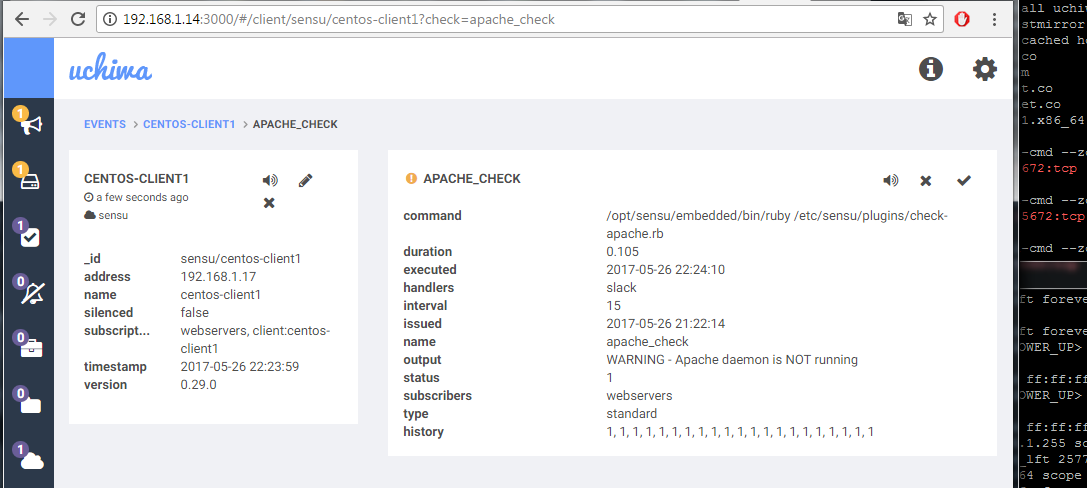 192.168.1.14:3000/#/client/sensu/centos-client1?check=apache_check
uchiwa
EVENTS > CENTOS-CLIENT1 > APACHE_CHECK
1
1
1
0
0
0
1
CENTOS-CLIENT1
a few seconds ago
sensu
_id sensu/centos-client1
address 192.168.1.17
name centos-client1
silenced false
subscript... webservers, client:centos-
client1
timestamp 2017-05-26 22:23:59
version 0.29.0
APACHE_CHECK
command /opt/sensu/embedded/bin/ruby /etc/sensu/plugins/check-
apache.rb
duration 0.105
executed 2017-05-26 22:24:10
handlers slack
interval 15
issued 2017-05-26 21:22:14
name apache_check
output WARNING - Apache daemon is NOT running
status 1
subscribers webservers
type standard
history 1, 1, 1, 1, 1, 1, 1, 1, 1, 1, 1, 1, 1, 1, 1, 1, 1, 1, 1, 1, 1
all uchiw
stmirror
cached ho
co
m
t.co
et.co
1.x86_64
-cmd --zo
672:tcp
-cmd --zo
5672:tcp
-cmd --zo
ft foreve
ft foreve
OWER_UP>
ff:ff:ff
OWER_UP>
ff:ff:ff
.1.255 sc
_lft 2577
64 scope